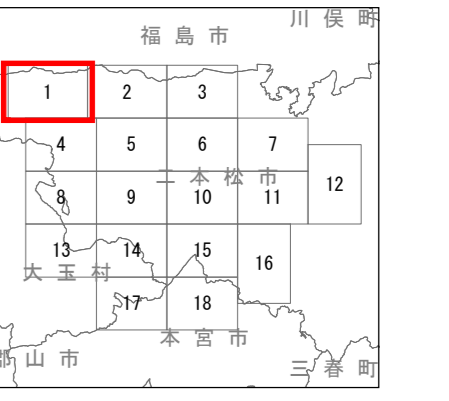 川俣町
福島市
1 2 3
4 5 6 7
二本松市
12
8 9 10 11
13 14 15 16
大玉村
17 18
本宮市
郡山市
三春町